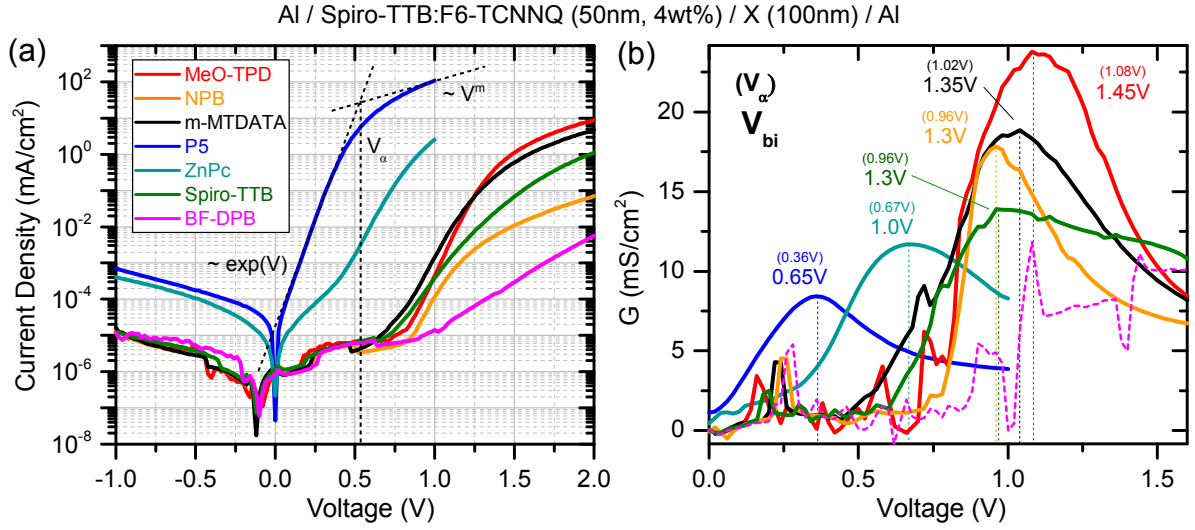 Al / Spiro-TTB:F6-TCNNQ (50nm, 4wt%) / X (100nm) / Al
(a)
Current Density (mA/cm²)
10²
10⁰
10⁻²
10⁻⁴
10⁻⁶
10⁻⁸
MeO-TPD
NPB
m-MTDATA
P5
ZnPc
Spiro-TTB
BF-DPB
~ Vᵐ
V_α
~ exp(V)
-1.0 -0.5 0.0 0.5 1.0 1.5 2.0
Voltage (V)
(b)
G (mS/cm²)
20
15
10
5
0
(V_α)
V_bi
(1.02V)
1.35V
(1.08V)
1.45V
(0.96V)
1.3V
(0.96V)
1.3V
(0.67V)
1.0V
(0.36V)
0.65V
0.0 0.5 1.0 1.5
Voltage (V)